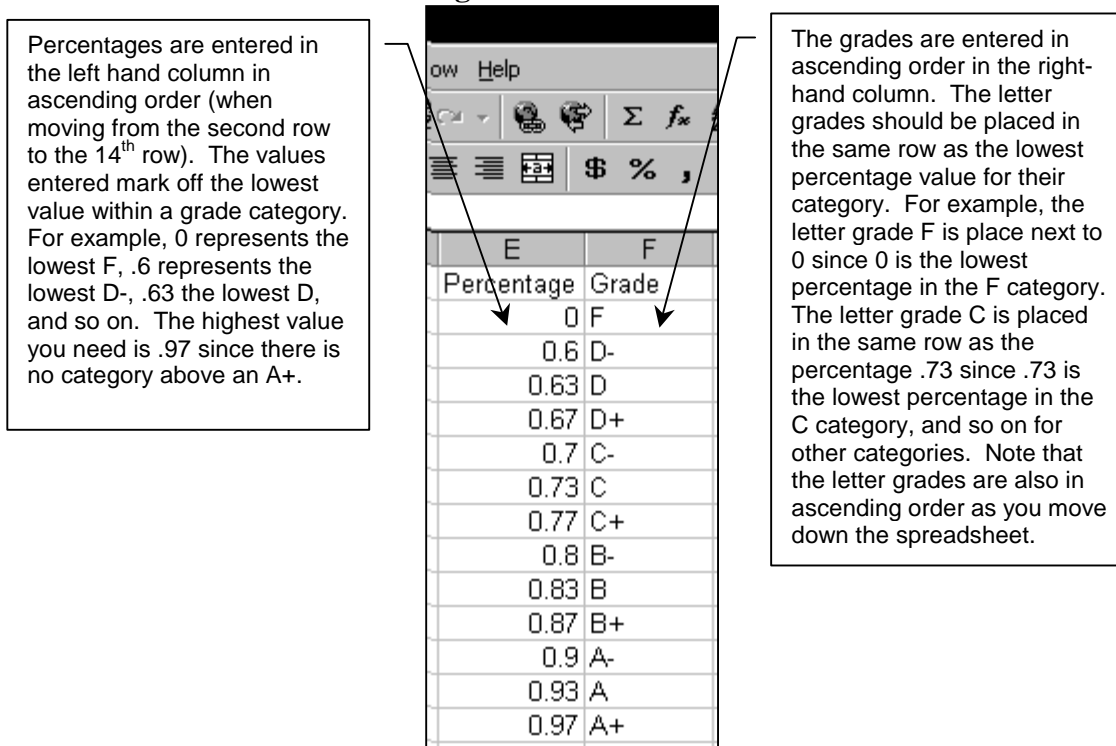 Percentages are entered in
the left hand column in
ascending order (when
moving from the second row
to the 14th row). The values
entered mark off the lowest
value within a grade category.
For example, 0 represents the
lowest F, .6 represents the
lowest D-, .63 the lowest D,
and so on. The highest value
you need is .97 since there is
no category above an A+.
ow Help
Σ fx
$ % ,
E F
Percentage Grade
0 F
0.6 D-
0.63 D
0.67 D+
0.7 C-
0.73 C
0.77 C+
0.8 B-
0.83 B
0.87 B+
0.9 A-
0.93 A
0.97 A+
The grades are entered in
ascending order in the right-
hand column. The letter
grades should be placed in
the same row as the lowest
percentage value for their
category. For example, the
letter grade F is place next to
0 since 0 is the lowest
percentage in the F category.
The letter grade C is placed
in the same row as the
percentage .73 since .73 is
the lowest percentage in the
C category, and so on for
other categories. Note that
the letter grades are also in
ascending order as you move
down the spreadsheet.